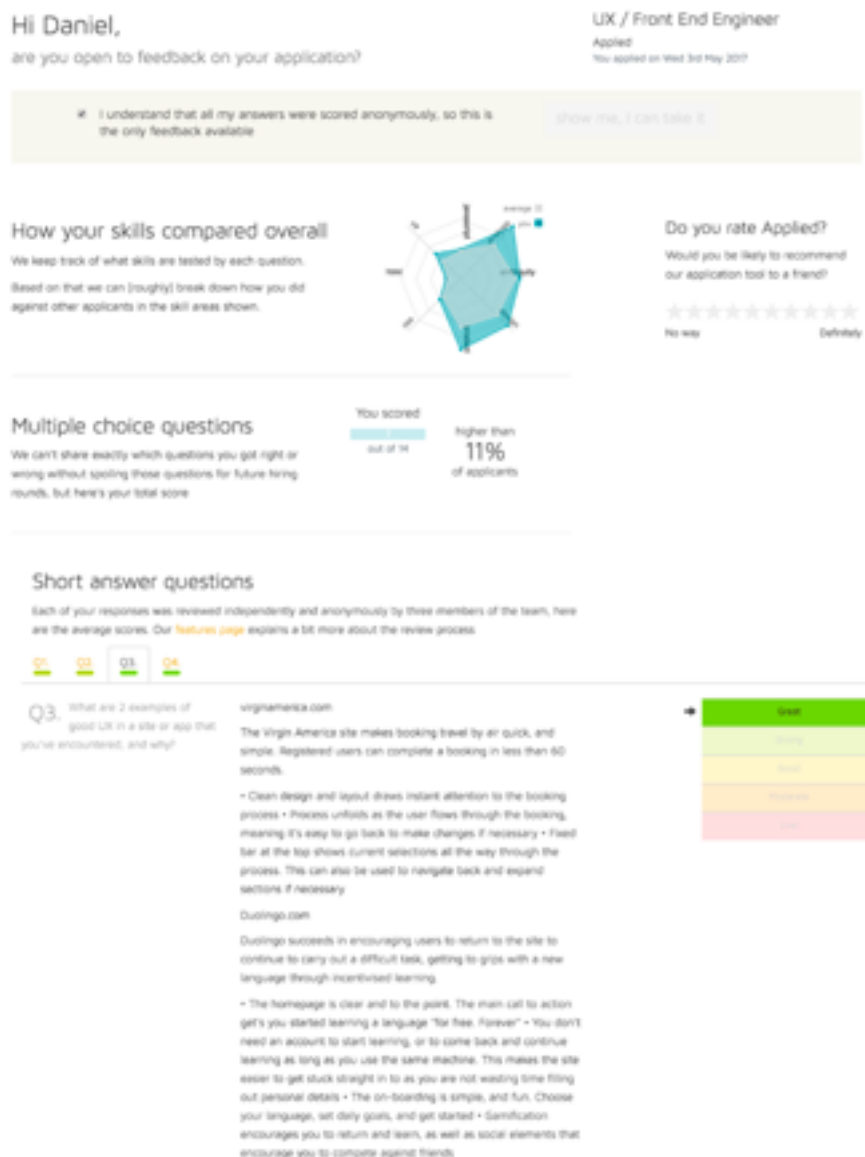 Hi Daniel,
are you open to feedback on your application?
UX / Front End Engineer
Applied
You applied on Wed 3rd May 2017
I understand that all my answers were scored anonymously, so this is
the only feedback available
show me, I can take it
How your skills compared overall
We keep track of what skills are tested by each question.
Based on that we can (roughly) break down how you did
against other applicants in the skill areas shown.
average
you
Do you rate Applied?
Would you be likely to recommend
our application tool to a friend?
No way
Definitely
Multiple choice questions
We can't share exactly which questions you got right or
wrong without spoiling those questions for future hiring
rounds, but here's your total score
You scored
out of 14
higher than
11%
of applicants
Short answer questions
Each of your responses was reviewed independently and anonymously by three members of the team, here
are the average scores. Our features page explains a bit more about the review process
Q1. Q2. Q3. Q4.
Q3. What are 2 examples of
good UX in a site or app that
you've encountered, and why?
virginamerica.com
The Virgin America site makes booking travel by air quick, and
simple. Registered users can complete a booking in less than 60
seconds.
• Clean design and layout draws instant attention to the booking
process • Process unfolds as the user flows through the booking,
meaning it's easy to go back to make changes if necessary • Fixed
bar at the top shows current selections all the way through the
process. This can also be used to navigate back and expand
sections if necessary
Duolingo.com
Duolingo succeeds in encouraging users to return to the site to
continue to carry out a difficult task, getting to grips with a new
language through incentivised learning.
• The homepage is clear and to the point. The main call to action
get's you started learning a language "for free. Forever" • You don't
need an account to start learning, or to come back and continue
learning as long as you use the same machine. This makes the site
easier to get stuck straight in to as you are not wasting time filling
out personal details • The on-boarding is simple, and fun. Choose
your language, set daily goals, and get started • Gamification
encourages you to return and learn, as well as social elements that
encourage you to compete against friends
Great
Strong